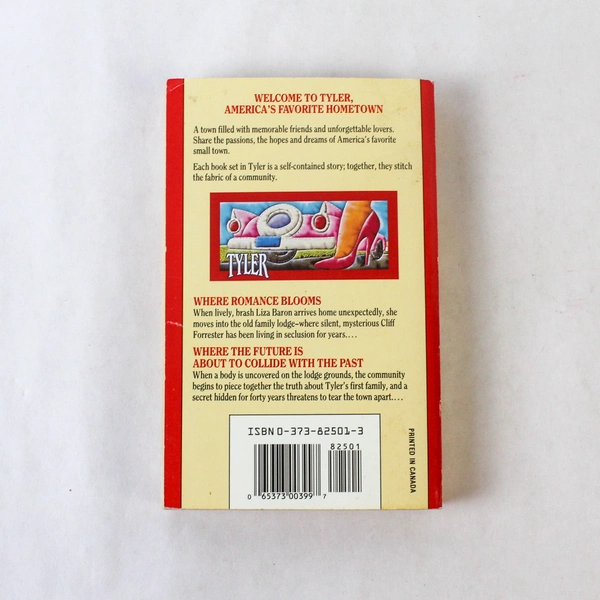 WELCOME TO TYLER,
AMERICA'S FAVORITE HOMETOWN
A town filled with memorable friends and unforgettable lovers.
Share the passions, the hopes and dreams of America's favorite
small town.
Each book set in Tyler is a self-contained story; together, they stitch
the fabric of a community.
TYLER
WHERE ROMANCE BLOOMS
When lively, brash Liza Baron arrives home unexpectedly, she
moves into the old family lodge–where silent, mysterious Cliff
Forrester has been living in seclusion for years....
WHERE THE FUTURE IS
ABOUT TO COLLIDE WITH THE PAST
When a body is uncovered on the lodge grounds, the community
begins to piece together the truth about Tyler's first family, and a
secret hidden for forty years threatens to tear the town apart....
ISBN 0-373-82501-3
82501
0 65373 00399 7
PRINTED IN CANADA